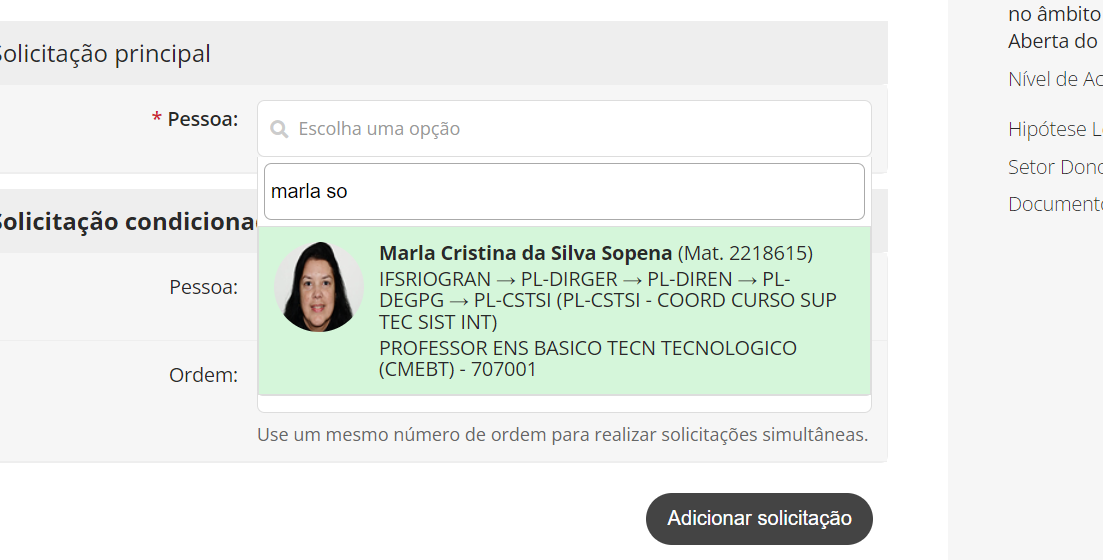 Solicitação principal
* Pessoa:
Escolha uma opção
marla so
Marla Cristina da Silva Sopena (Mat. 2218615)
IFSRIOGRAN → PL-DIRGER → PL-DIREN → PL-
DEGPG → PL-CSTSI (PL-CSTSI - COORD CURSO SUP
TEC SIST INT)
PROFESSOR ENS BASICO TECN TECNOLOGICO
(CMEBT) - 707001
Solicitação condicionad
Pessoa:
Ordem:
Use um mesmo número de ordem para realizar solicitações simultâneas.
Adicionar solicitação
no âmbito
Aberta do
Nível de Ac
Hipótese L
Setor Dono
Documento